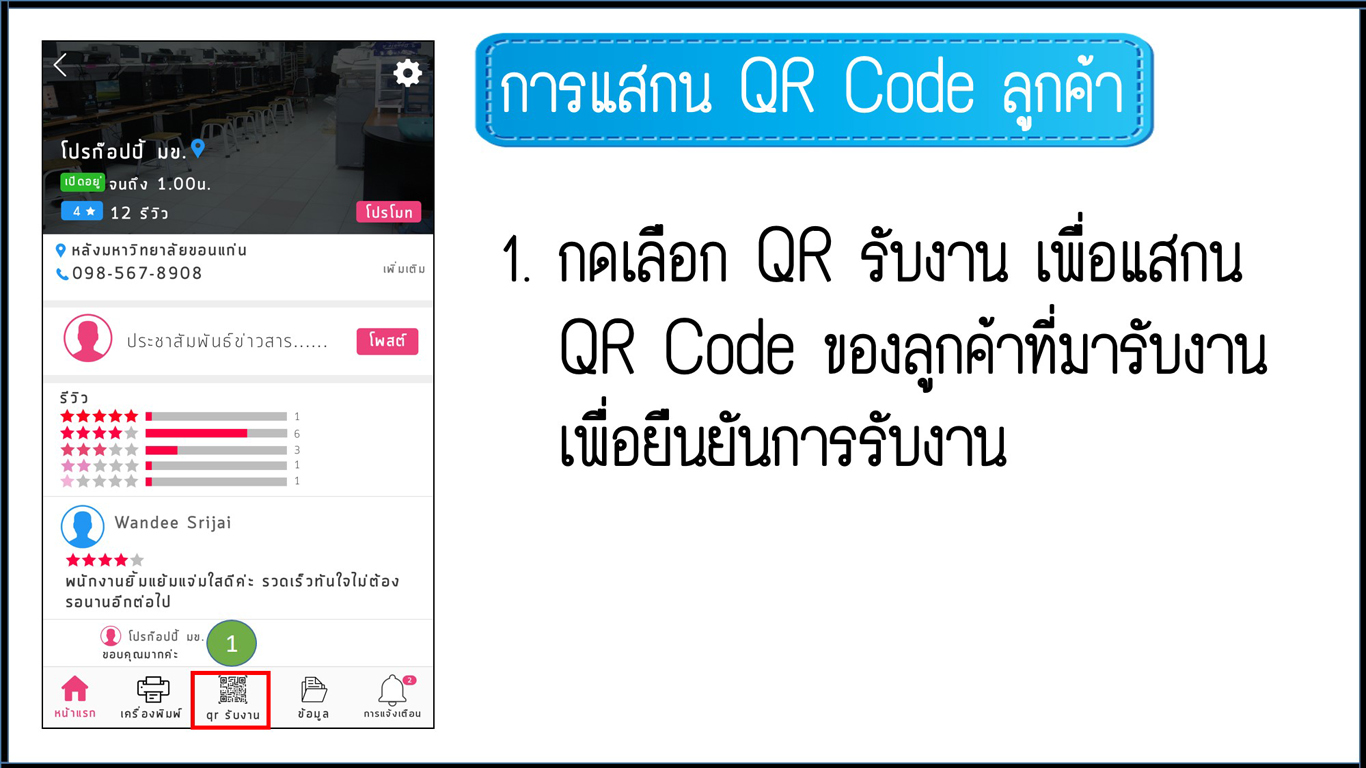 การแสกน QR Code ลูกค้า
1. กดเลือก QR รับงาน เพื่อแสกน
QR Code ของลูกค้าที่มารับงาน
เพื่อยืนยันการรับงาน
โปรก๊อปปี้ มข.
เปิดอยู่ จนถึง 1.00น.
4 ★ 12 รีวิว
โปรโมท
หลังมหาวิทยาลัยขอนแก่น
098-567-8908
เพิ่มเติม
ประชาสัมพันธ์ข่าวสาร......
โพสต์
รีวิว
1
6
3
1
1
Wandee Srijai
พนักงานยิ้มแย้มแจ่มใสดีค่ะ รวดเร็วทันใจไม่ต้อง
รอนานอีกต่อไป
โปรก๊อปปี้ มข.
ขอบคุณมากค่ะ
1
2
หน้าแรก เครื่องพิมพ์ qr รับงาน ข้อมูล การแจ้งเตือน